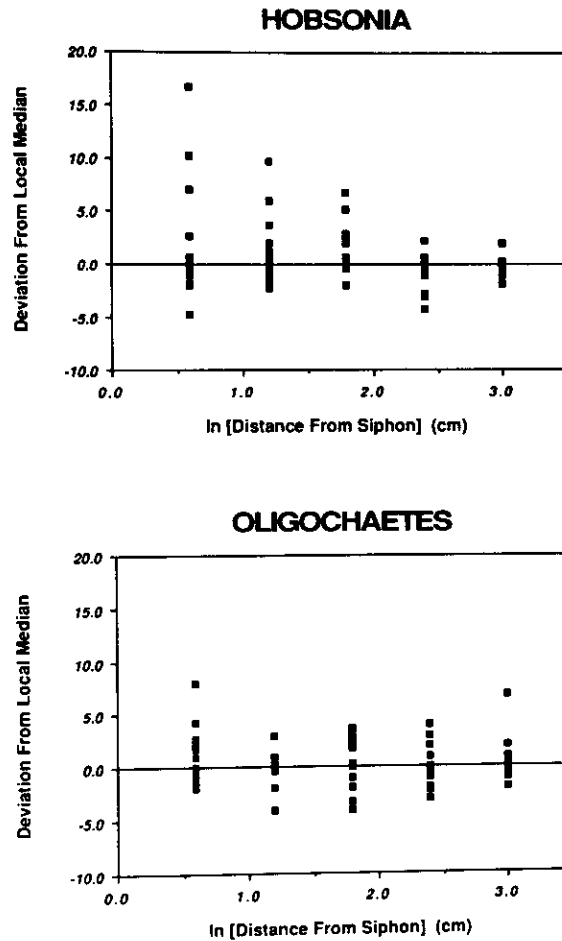 HOBSONIA
20.0
15.0
10.0
5.0
0.0
-5.0
-10.0
Deviation From Local Median
0.0 1.0 2.0 3.0
ln [Distance From Siphon] (cm)
OLIGOCHAETES
20.0
15.0
10.0
5.0
0.0
-5.0
-10.0
Deviation From Local Median
0.0 1.0 2.0 3.0
ln [Distance From Siphon] (cm)